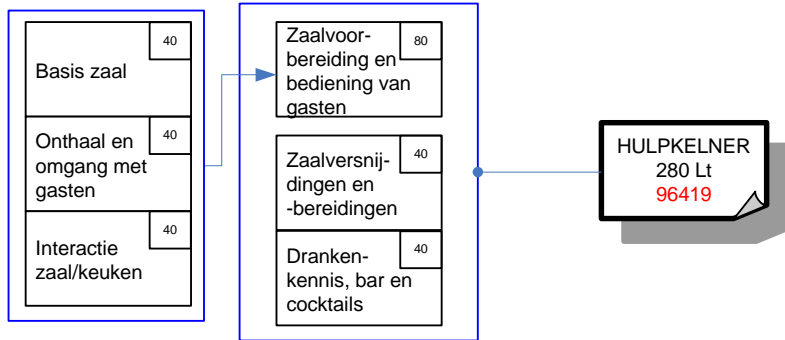 40
Basis zaal
40
Onthaal en
omgang met
gasten
40
Interactie
zaal/keuken
Zaalvoor-
80
bereiding en
bediening van
gasten
40
Zaalversnij-
dingen en
-bereidingen
40
Dranken-
kennis, bar en
cocktails
HULPKELNER
280 Lt
96419